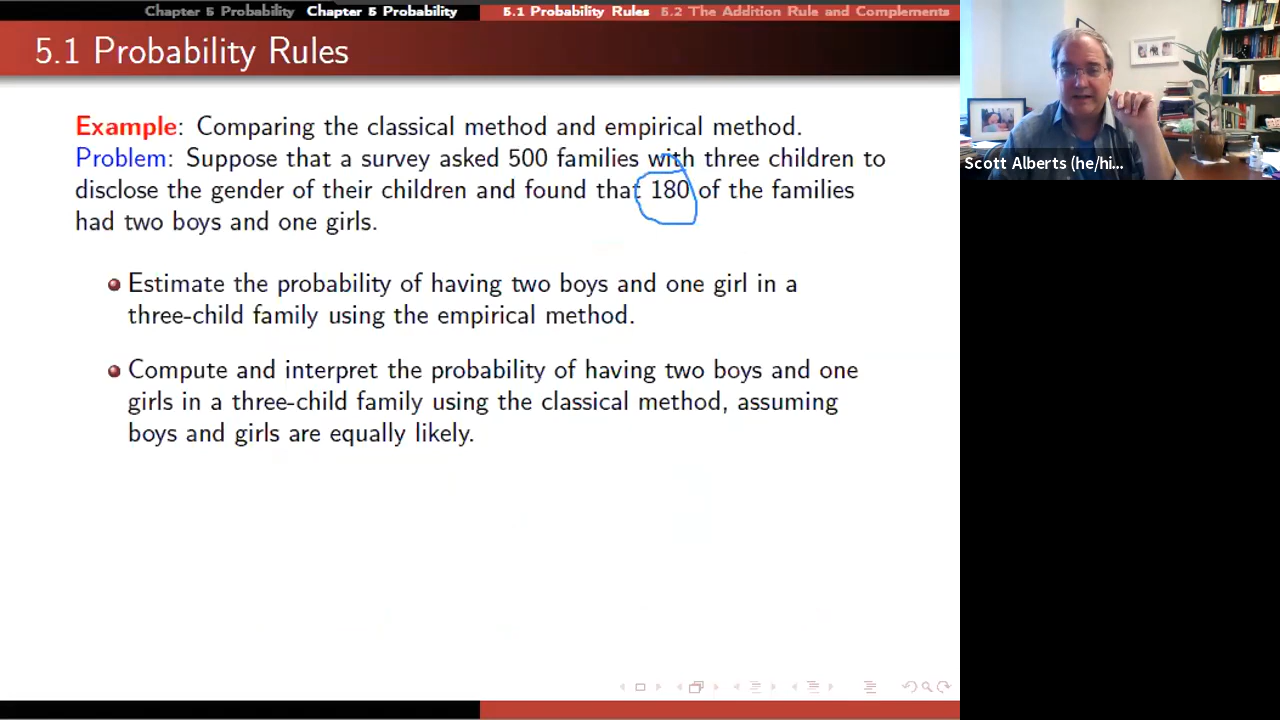 Chapter 5 Probability Chapter 5 Probability 5.1 Probability Rules 5.2 The Addition Rule and Complements
5.1 Probability Rules
Example: Comparing the classical method and empirical method.
Problem: Suppose that a survey asked 500 families with three children to
disclose the gender of their children and found that 180 of the families
had two boys and one girls.
Estimate the probability of having two boys and one girl in a
three-child family using the empirical method.
Compute and interpret the probability of having two boys and one
girls in a three-child family using the classical method, assuming
boys and girls are equally likely.
Scott Alberts (he/hi...